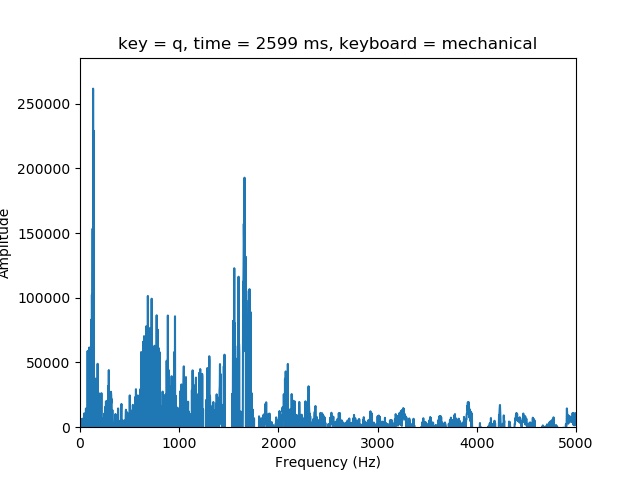 key = q, time = 2599 ms, keyboard = mechanical
250000
200000
150000
100000
50000
0
Amplitude
0 1000 2000 3000 4000 5000
Frequency (Hz)